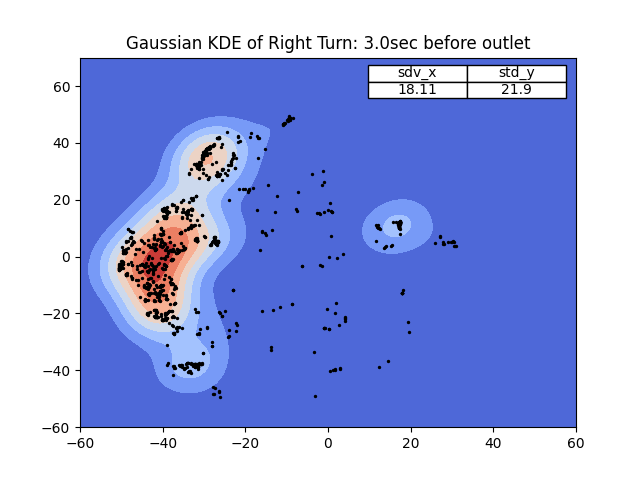 Gaussian KDE of Right Turn: 3.0sec before outlet
sdv_x std_y
18.11 21.9
60
40
20
0
−20
−40
−60
−60 −40 −20 0 20 40 60